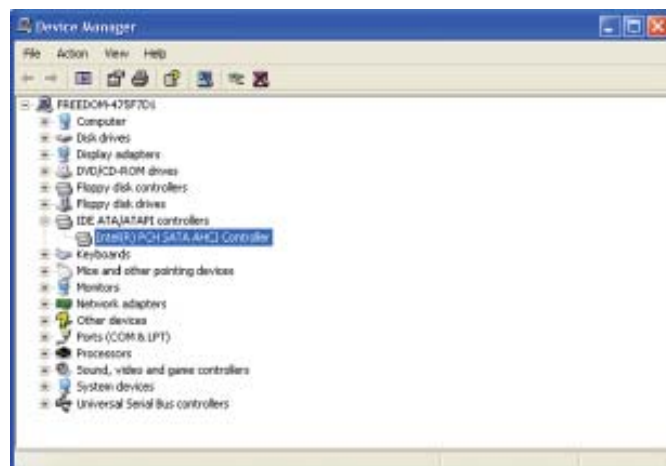 Device Manager
File Action View Help
FREEDOM-475F7D1
Computer
Disk drives
Display adapters
DVD/CD-ROM drives
Floppy disk controllers
Floppy disk drives
IDE ATA/ATAPI controllers
Intel(R) PCH SATA AHCI Controller
Keyboards
Mice and other pointing devices
Monitors
Network adapters
Other devices
Ports (COM & LPT)
Processors
Sound, video and game controllers
System devices
Universal Serial Bus controllers